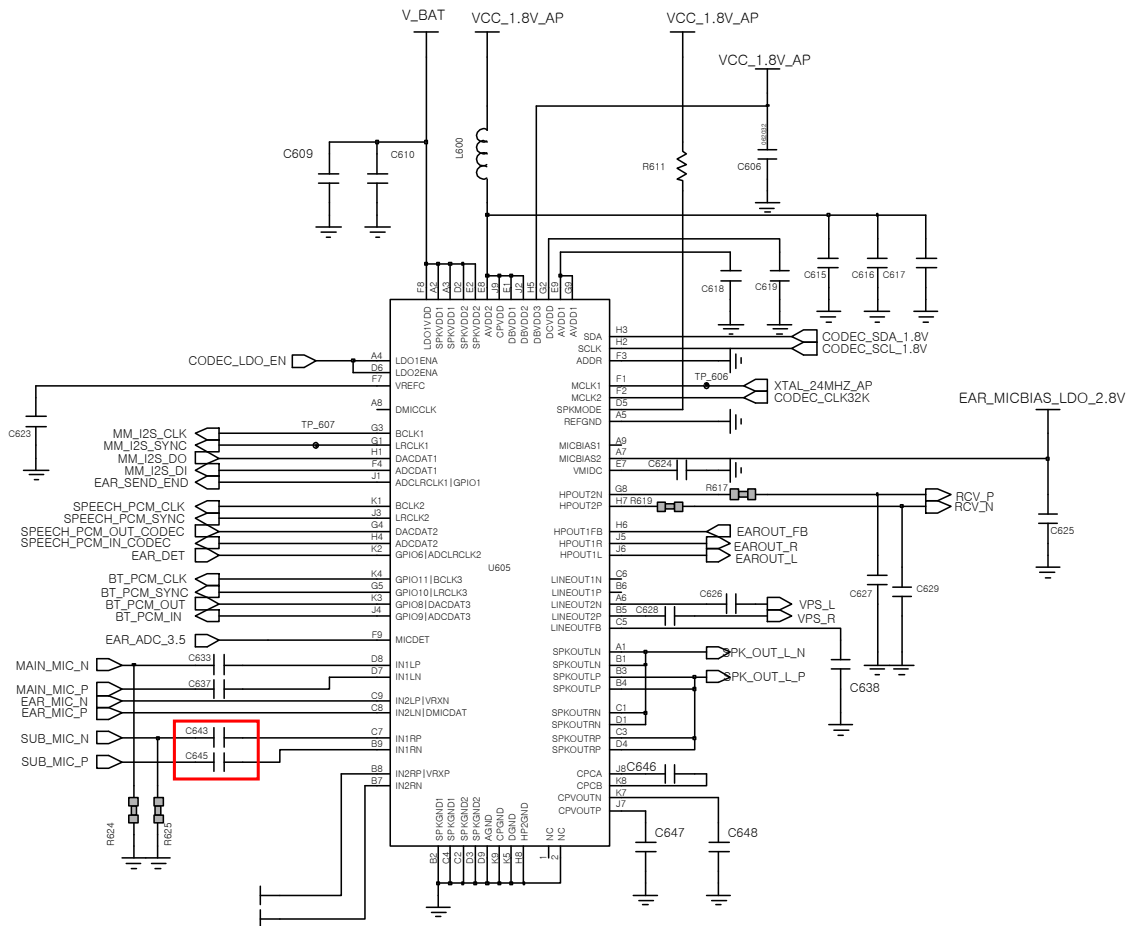 V_BAT
VCC_1.8V_AP
VCC_1.8V_AP
VCC_1.8V_AP
C609
C610
L600
R611
C606
C615
C616
C617
C618
C619
F8
A2
A3
D2
E2
E8
J9
E1
J2
H5
G2
E9
G9
LDO1VDD
SPKVDD1
SPKVDD1
SPKVDD2
SPKVDD2
AVDD2
CPVDD
DBVDD1
DBVDD2
DBVDD3
DCVDD
AVDD1
AVDD1
CODEC_LDO_EN
A4 LDO1ENA
D6 LDO2ENA
F7 VREFC
A8 DMICCLK
C623
TP_607
MM_I2S_CLK G3 BCLK1
MM_I2S_SYNC G1 LRCLK1
MM_I2S_DO H1 DACDAT1
MM_I2S_DI F4 ADCDAT1
EAR_SEND_END J1 ADCLRCLK1|GPIO1
SPEECH_PCM_CLK K1 BCLK2
SPEECH_PCM_SYNC J3 LRCLK2
SPEECH_PCM_OUT_CODEC G4 DACDAT2
SPEECH_PCM_IN_CODEC H4 ADCDAT2
EAR_DET K2 GPIO6|ADCLRCLK2
U605
BT_PCM_CLK K4 GPIO11|BCLK3
BT_PCM_SYNC G5 GPIO10|LRCLK3
BT_PCM_OUT K3 GPIO8|DACDAT3
BT_PCM_IN J4 GPIO9|ADCDAT3
EAR_ADC_3.5 F9 MICDET
MAIN_MIC_N C633 D8 IN1LP
MAIN_MIC_P C637 D7 IN1LN
EAR_MIC_N C9 IN2LP|VRXN
EAR_MIC_P C8 IN2LN|DMICDAT
SUB_MIC_N C643 C7 IN1RP
SUB_MIC_P C645 B9 IN1RN
B8 IN2RP|VRXP
B7 IN2RN
R624
R625
SDA H3 CODEC_SDA_1.8V
SCLK H2 CODEC_SCL_1.8V
ADDR F3
MCLK1 F1 TP_606 XTAL_24MHZ_AP
MCLK2 F2 CODEC_CLK32K
SPKMODE D5
REFGND A5
EAR_MICBIAS_LDO_2.8V
MICBIAS1 A9
MICBIAS2 A7
VMIDC E7 C624
HPOUT2N G8 R617 RCV_P
HPOUT2P H7 R619 RCV_N
C625
HPOUT1FB H6 EAROUT_FB
HPOUT1R J5 EAROUT_R
HPOUT1L J6 EAROUT_L
LINEOUT1N C6
LINEOUT1P B6
LINEOUT2N A6 C626 VPS_L
LINEOUT2P B5 C628 VPS_R
LINEOUTFB C5
C627
C629
C638
SPKOUTLN A1 SPK_OUT_L_N
SPKOUTLN B1
SPKOUTLP B3 SPK_OUT_L_P
SPKOUTLP B4
SPKOUTRN C1
SPKOUTRN D1
SPKOUTRP C3
SPKOUTRP D4
CPCA J8 C646
CPCB K8
CPVOUTN K7
CPVOUTP J7
C647
C648
SPKGND1
SPKGND1
SPKGND2
SPKGND2
AGND
CPGND
DGND
HP2GND
NC
NC
B2
C4
C2
D3
D9
K9
K5
H8
1
2